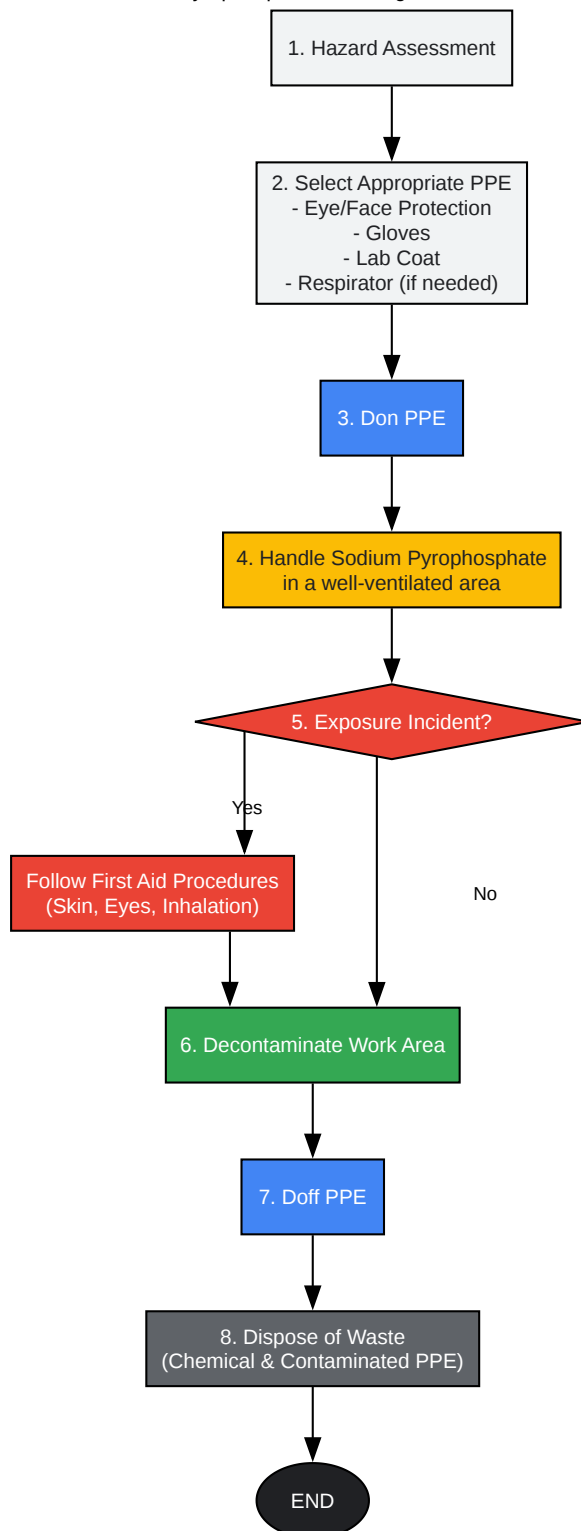 1. Hazard Assessment
2. Select Appropriate PPE
- Eye/Face Protection
- Gloves
- Lab Coat
- Respirator (if needed)
3. Don PPE
4. Handle Sodium Pyrophosphate
in a well-ventilated area
5. Exposure Incident?
Yes
Follow First Aid Procedures
(Skin, Eyes, Inhalation)
No
6. Decontaminate Work Area
7. Doff PPE
8. Dispose of Waste
(Chemical & Contaminated PPE)
END